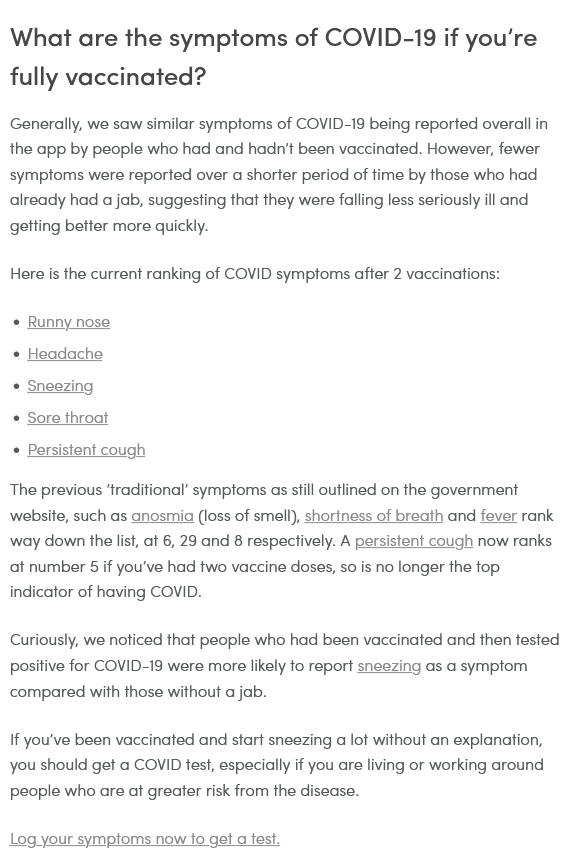 What are the symptoms of COVID-19 if you’re
fully vaccinated?
Generally, we saw similar symptoms of COVID-19 being reported overall in
the app by people who had and hadn’t been vaccinated. However, fewer
symptoms were reported over a shorter period of time by those who had
already had a jab, suggesting that they were falling less seriously ill and
getting better more quickly.
Here is the current ranking of COVID symptoms after 2 vaccinations:
• Runny nose
• Headache
• Sneezing
• Sore throat
• Persistent cough
The previous ‘traditional’ symptoms as still outlined on the government
website, such as anosmia (loss of smell), shortness of breath and fever rank
way down the list, at 6, 29 and 8 respectively. A persistent cough now ranks
at number 5 if you’ve had two vaccine doses, so is no longer the top
indicator of having COVID.
Curiously, we noticed that people who had been vaccinated and then tested
positive for COVID-19 were more likely to report sneezing as a symptom
compared with those without a jab.
If you’ve been vaccinated and start sneezing a lot without an explanation,
you should get a COVID test, especially if you are living or working around
people who are at greater risk from the disease.
Log your symptoms now to get a test.